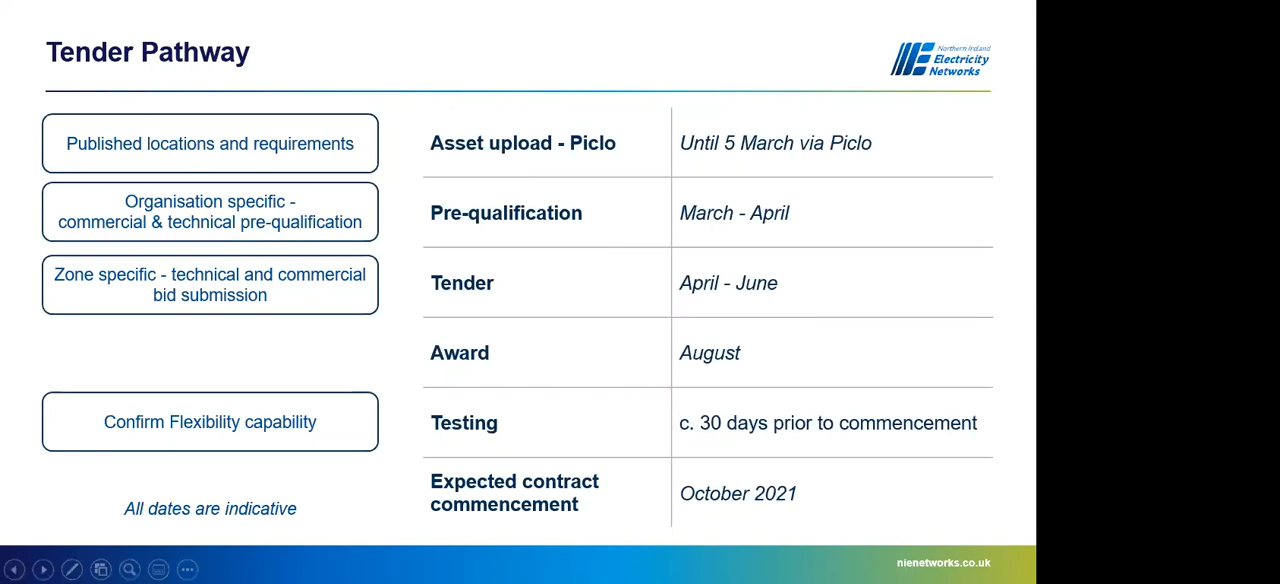 Tender Pathway
Northern Ireland
Electricity
Networks
Published locations and requirements
Asset upload - Piclo
Until 5 March via Piclo
Organisation specific -
commercial & technical pre-qualification
Pre-qualification
March - April
Zone specific - technical and commercial
bid submission
Tender
April - June
Award
August
Confirm Flexibility capability
Testing
c. 30 days prior to commencement
Expected contract
commencement
October 2021
All dates are indicative
nienetworks.co.uk